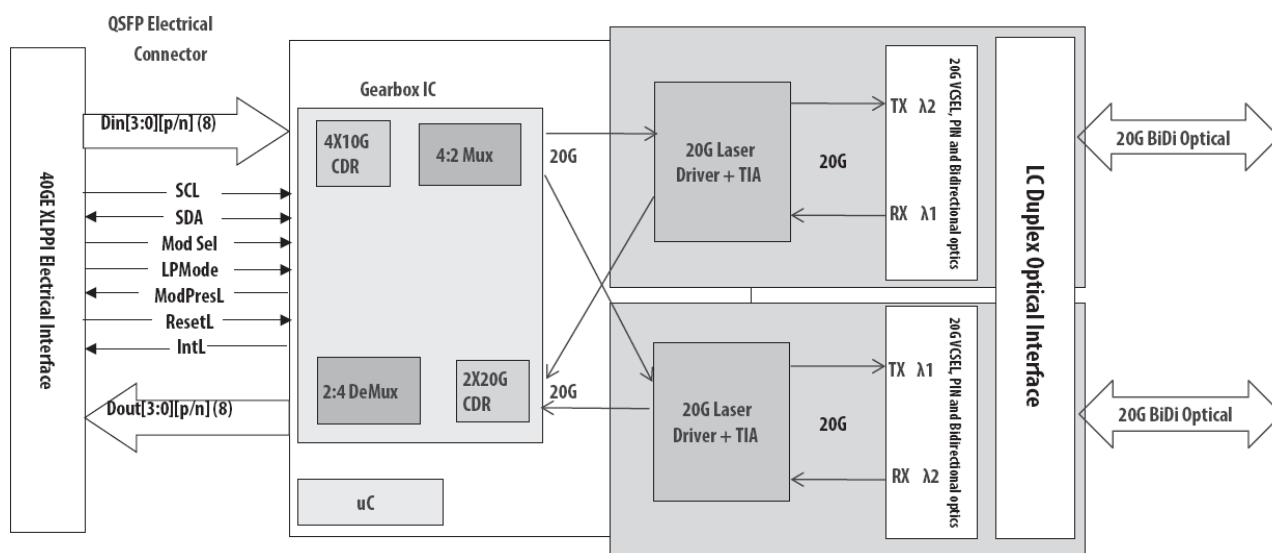 QSFP Electrical
Connector
40GE XLPPI Electrical Interface
Din[3:0][p/n] (8)
SCL
SDA
Mod Sel
LPMode
ModPresL
ResetL
IntL
Dout[3:0][p/n] (8)
Gearbox IC
4X10G
CDR
4:2 Mux
2:4 DeMux
2X20G
CDR
uC
20G
20G
20G Laser
Driver + TIA
20G
TX λ2
RX λ1
20G VCSEL, PIN and Bidirectional optics
20G Laser
Driver + TIA
20G
TX λ1
RX λ2
20G VCSEL, PIN and Bidirectional optics
LC Duplex Optical Interface
20G BiDi Optical
20G BiDi Optical